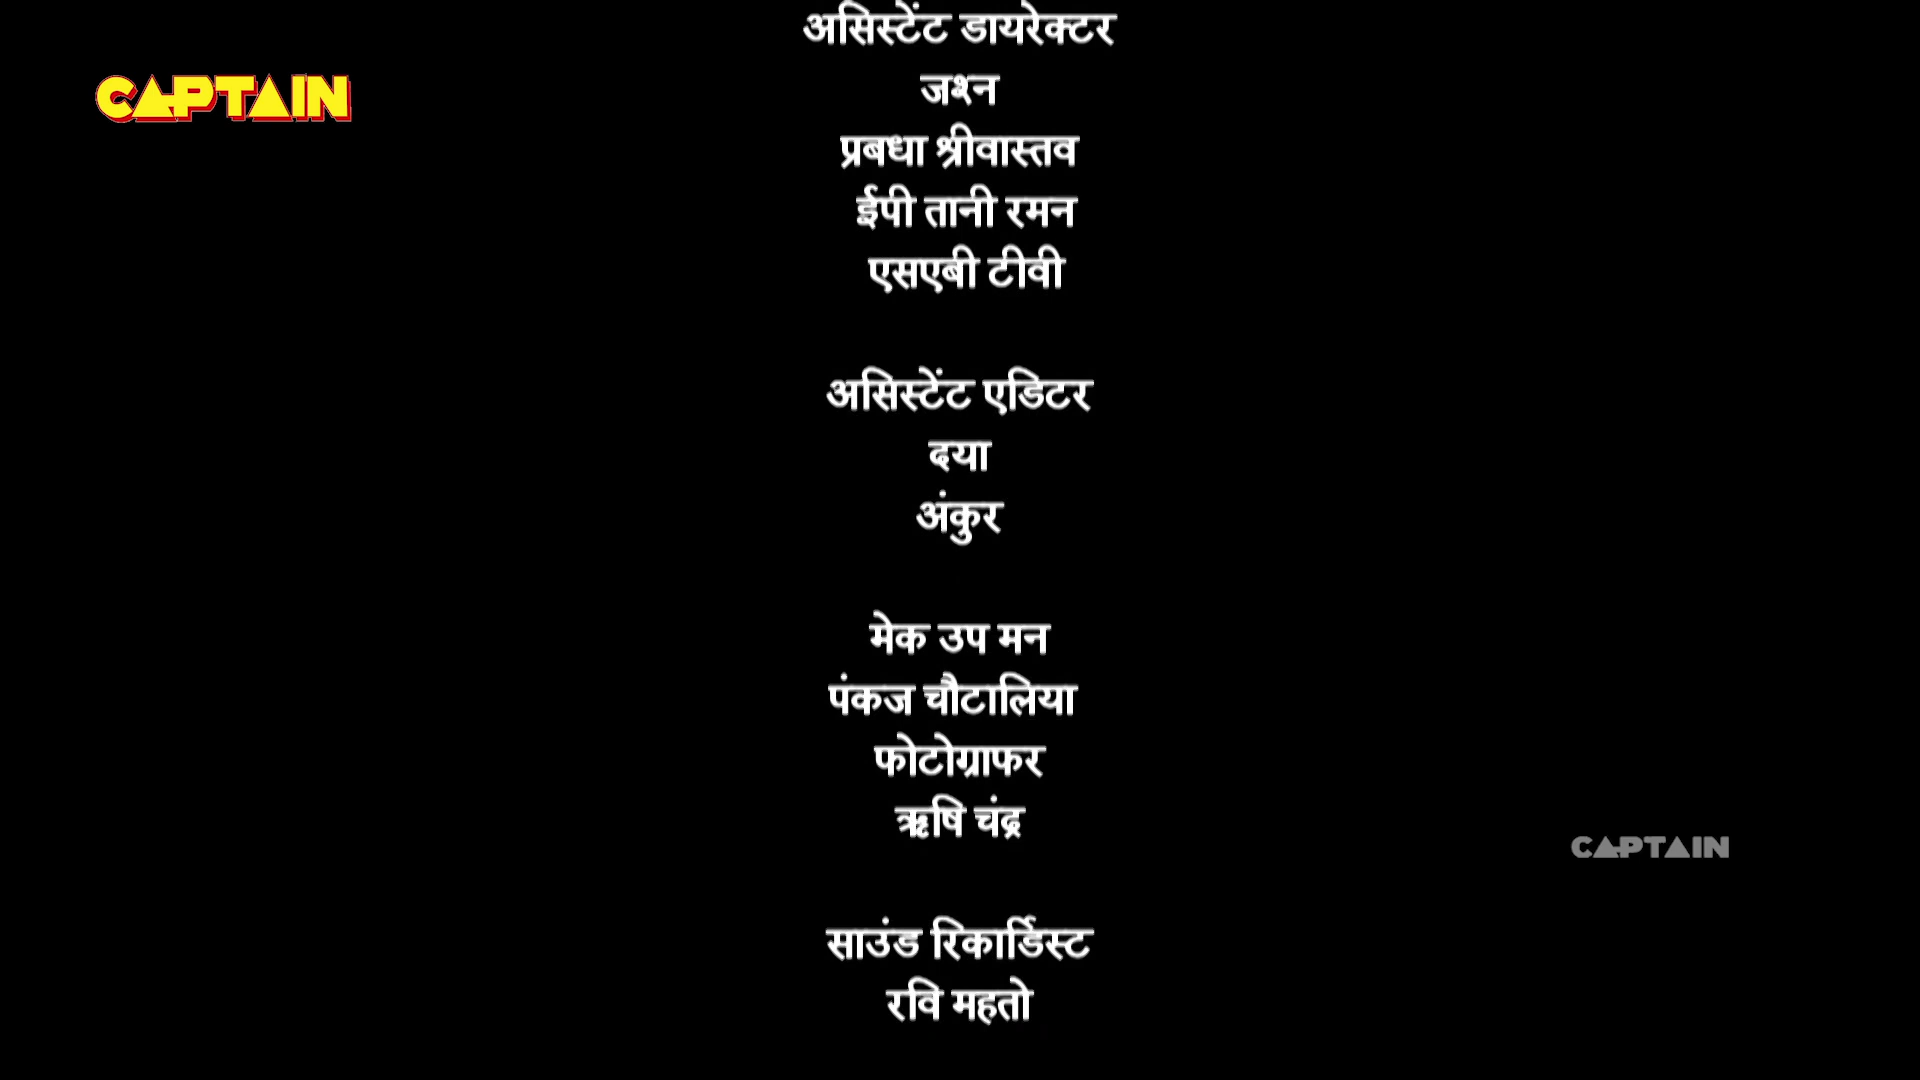 असिस्टेंट डायरेक्टर
CAPTAIN
जश्न
प्रबधा श्रीवास्तव
ईपी तानी रमन
एसएबी टीवी
असिस्टेंट एडिटर
दया
अंकुर
मेक उप मन
पंकज चौटालिया
फोटोग्राफर
ऋषि चंद्र
CAPTAIN
साउंड रिकार्डिस्ट
रवि महतो